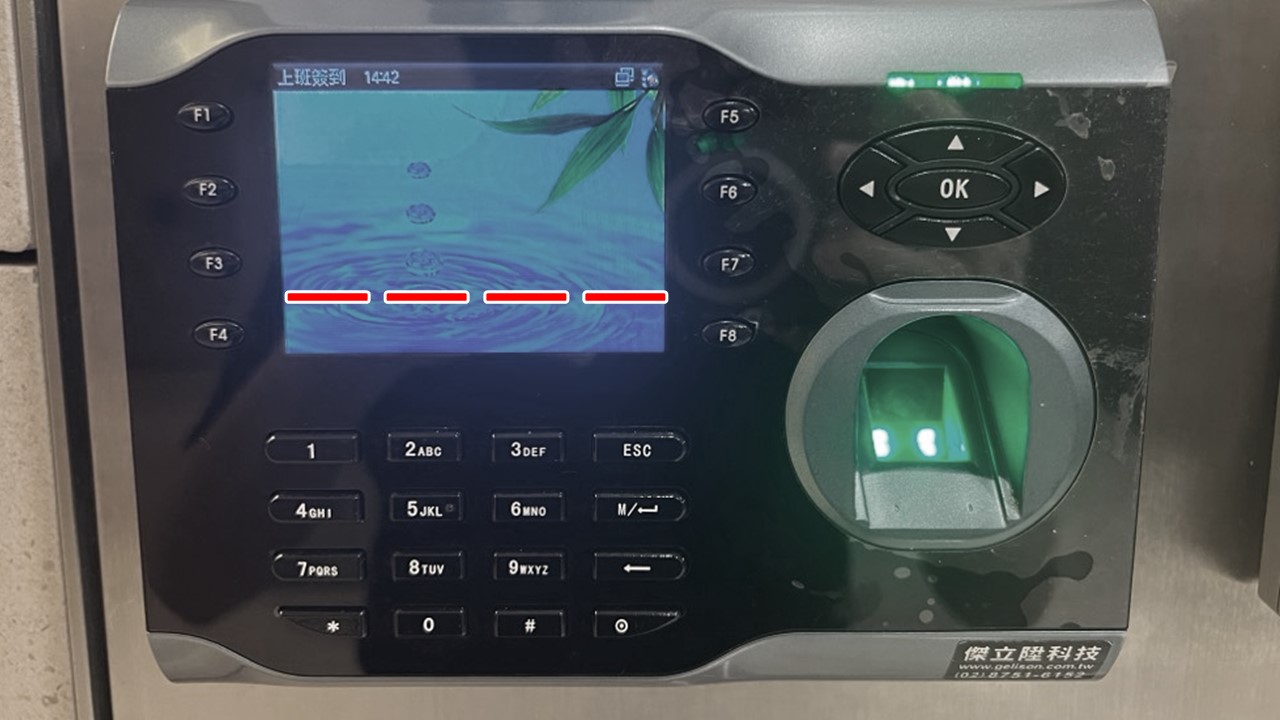 上班簽到 14:42
F1
F5
F2
F6
OK
F3
F7
F4
F8
1
2ABC
3DEF
ESC
4GHI
5JKL
6MNO
M/
7PQRS
8TUV
9WXYZ
*
0
#
傑立陞科技
www.gelison.com.tw
(02)8751-6152